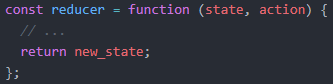 const reducer = function (state, action) {
  // ...
  return new_state;
};